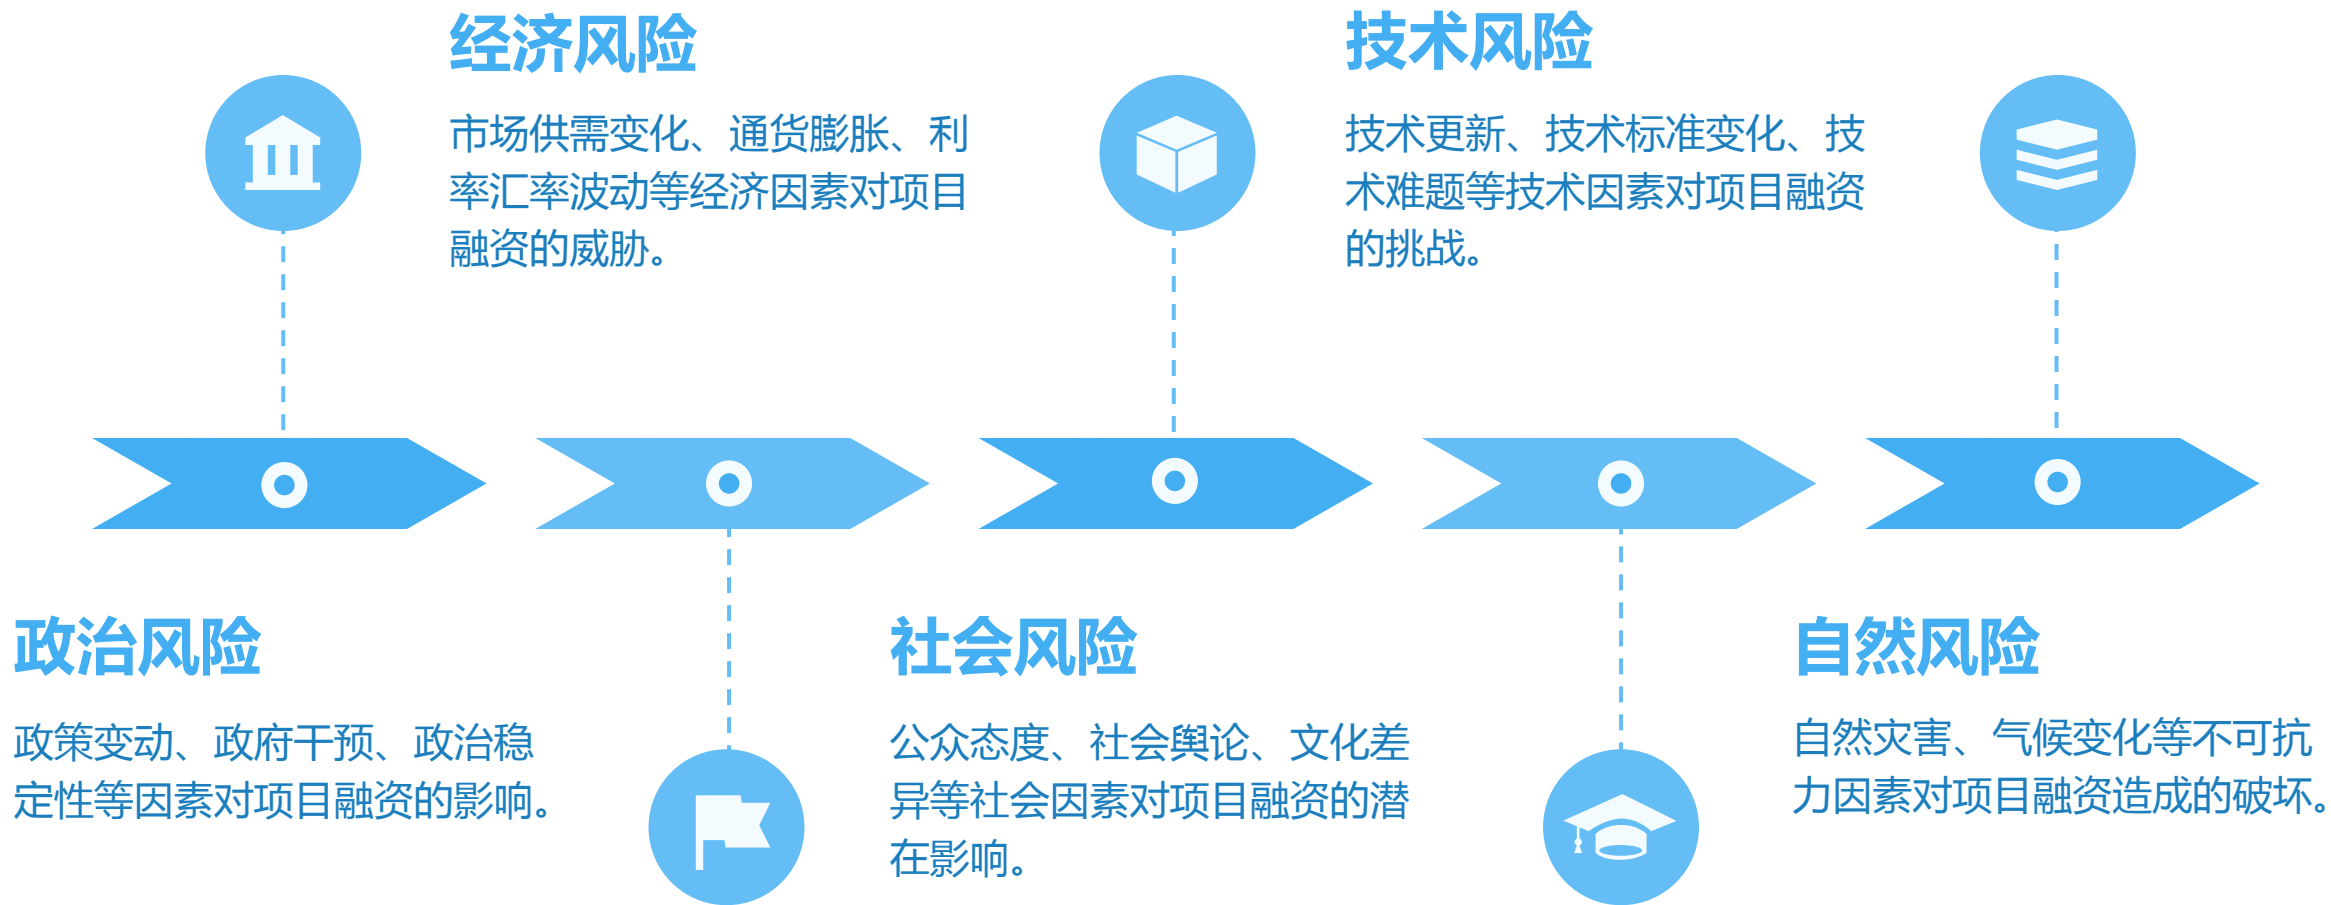 经济风险
市场供需变化、通货膨胀、利
率汇率波动等经济因素对项目
融资的威胁。
技术风险
技术更新、技术标准变化、技
术难题等技术因素对项目融资
的挑战。
政治风险
政策变动、政府干预、政治稳
定性等因素对项目融资的影响。
社会风险
公众态度、社会舆论、文化差
异等社会因素对项目融资的潜
在影响。
自然风险
自然灾害、气候变化等不可抗
力因素对项目融资造成的破坏。